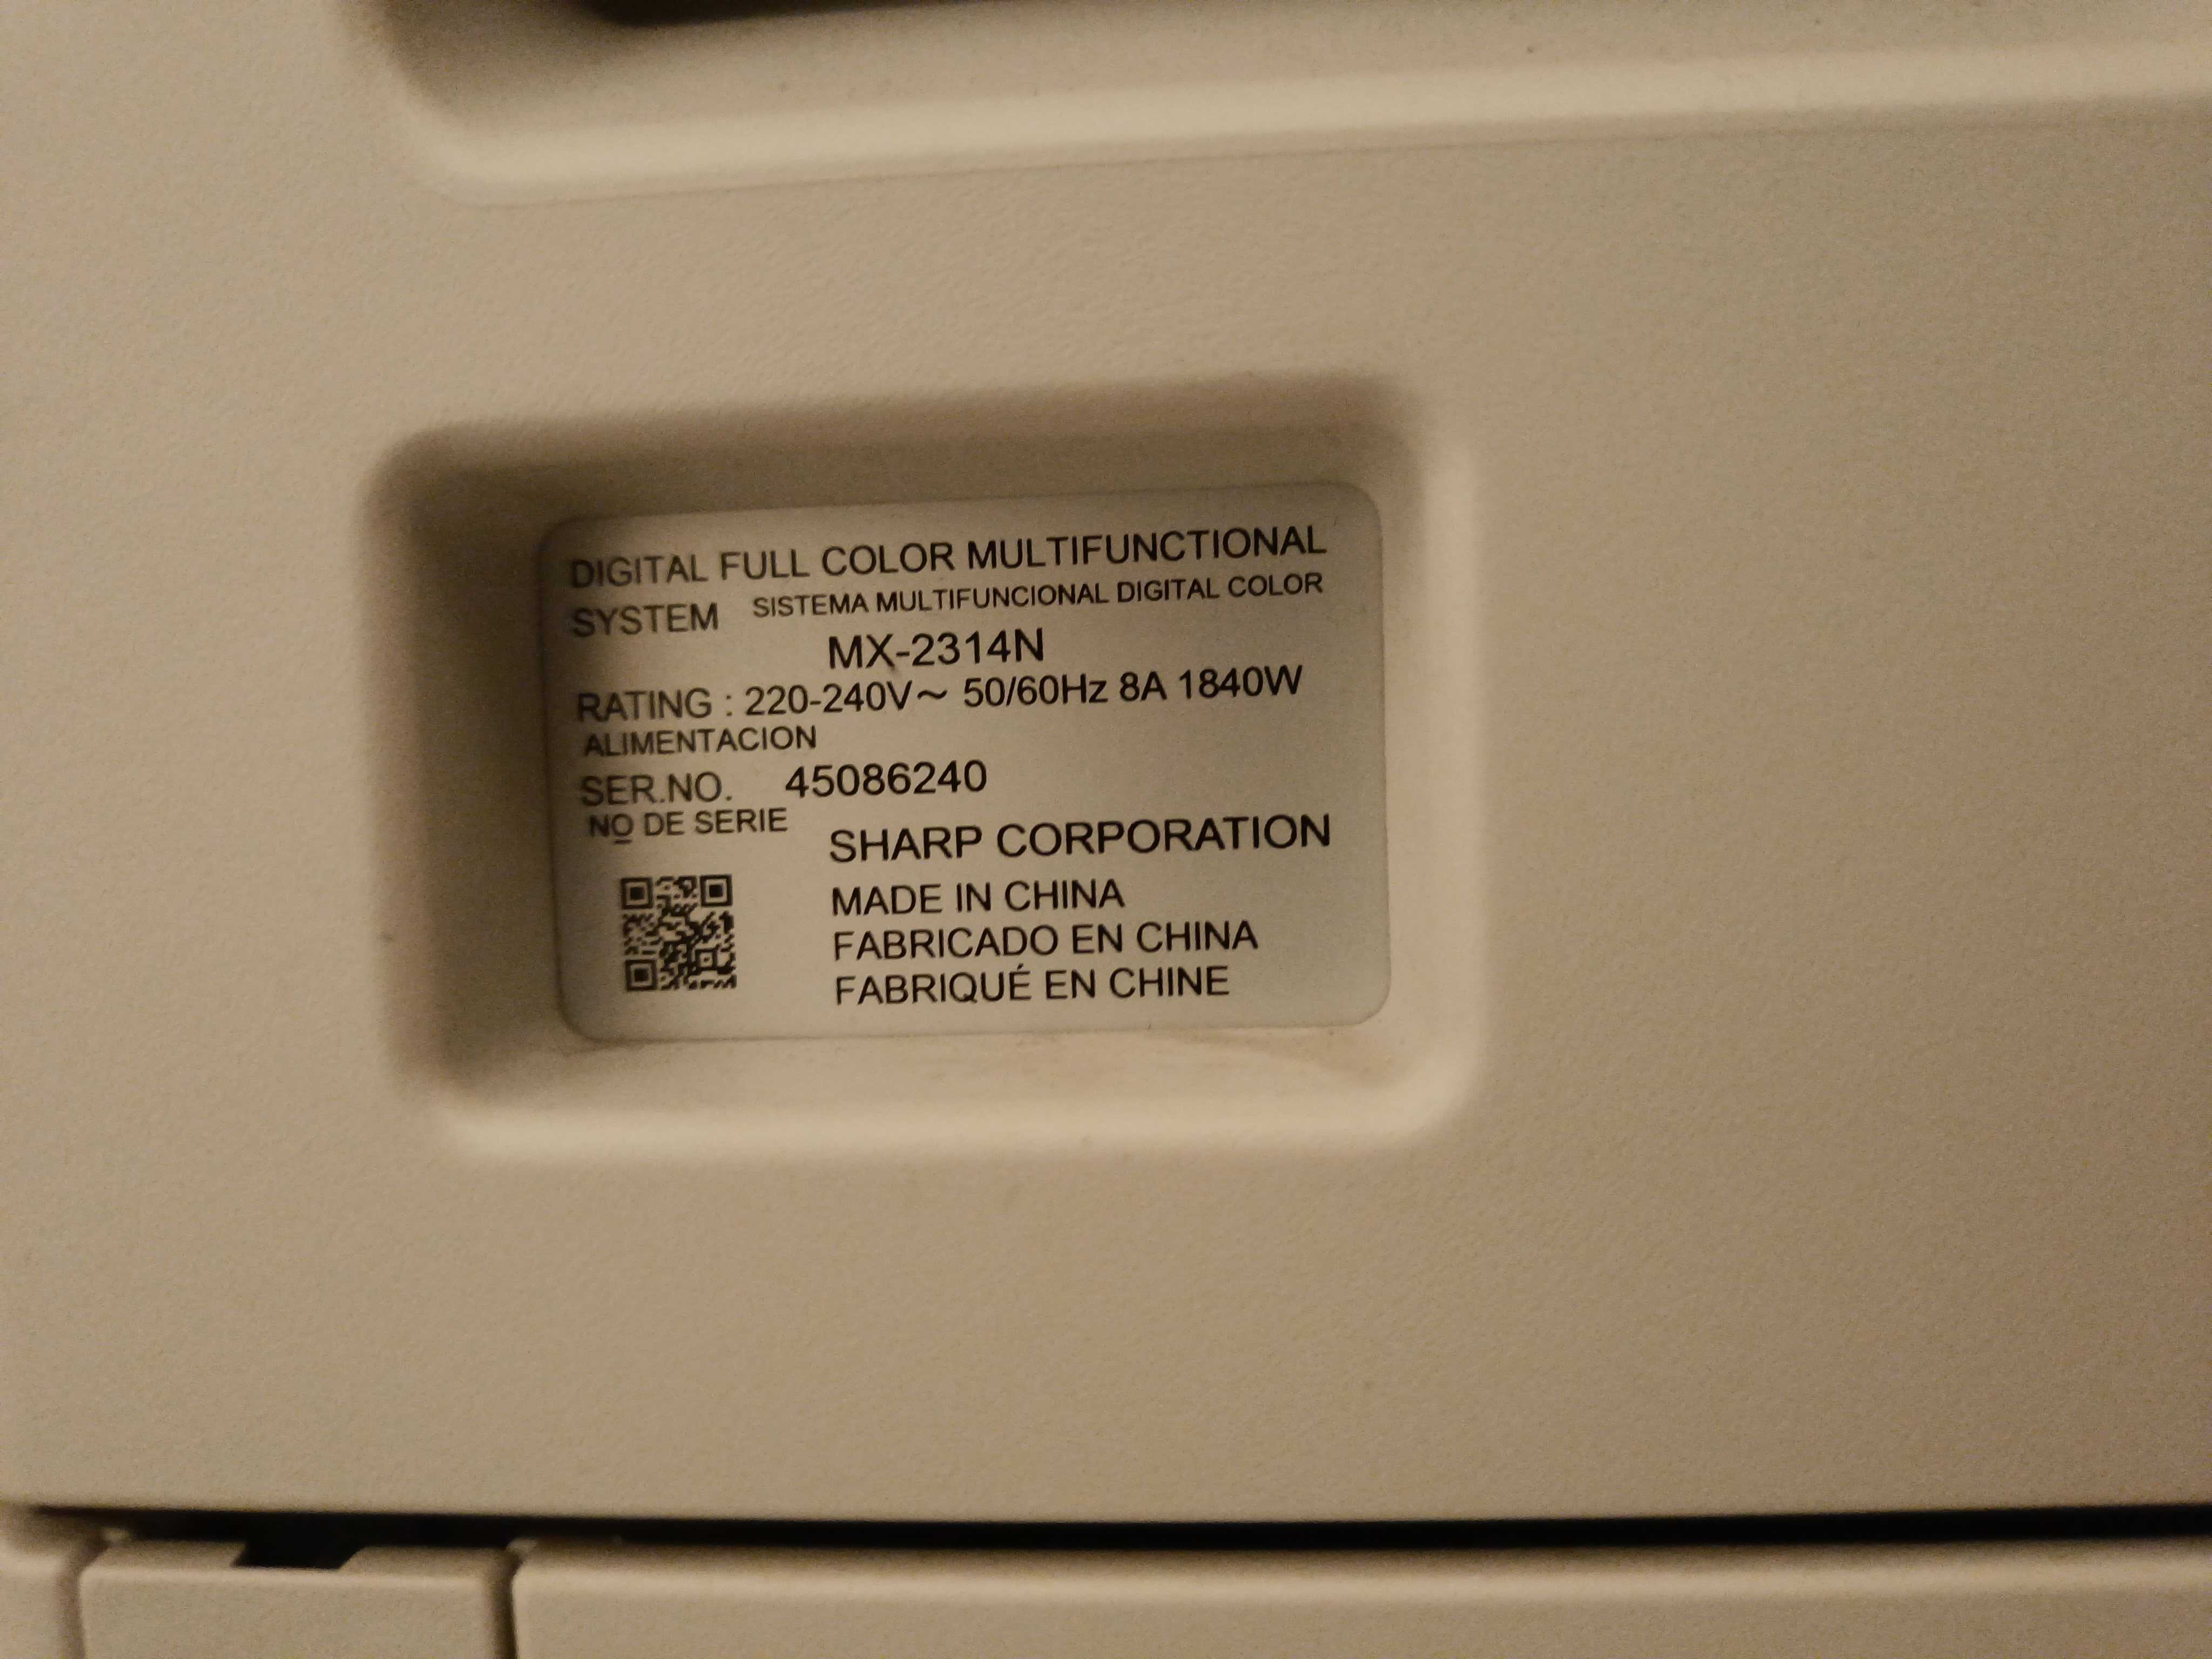 DIGITAL FULL COLOR MULTIFUNCTIONAL
SYSTEM SISTEMA MULTIFUNCIONAL DIGITAL COLOR
MX-2314N
RATING : 220-240V~ 50/60Hz 8A 1840W
ALIMENTACION
SER.NO. 45086240
NO DE SERIE
SHARP CORPORATION
MADE IN CHINA
FABRICADO EN CHINA
FABRIQUÉ EN CHINE